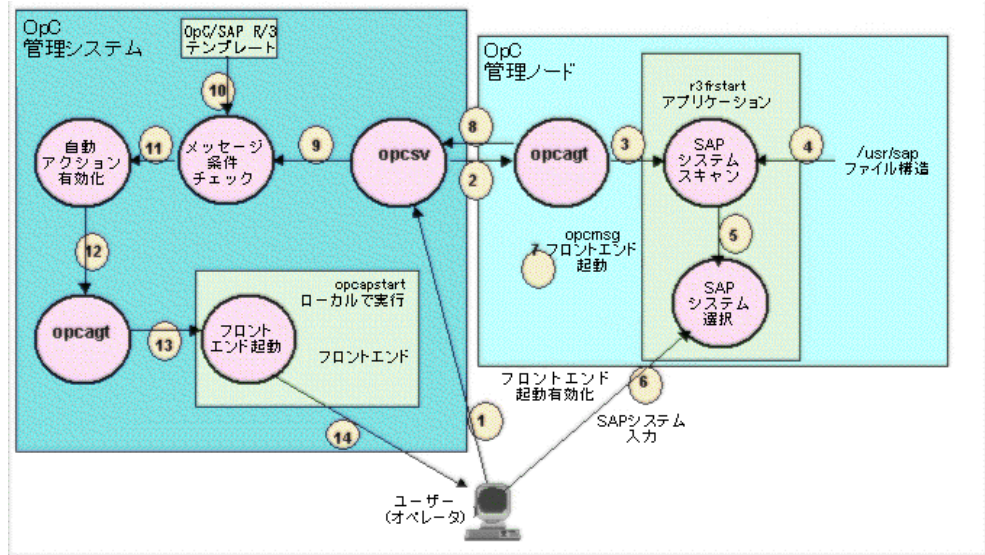 OpC
管理システム
OpC/SAP R/3
テンプレート
10
自動
アクション
有効化
11
メッセージ
条件
チェック
9
opcsv
8
2
OpC
管理ノード
opcagt
3
r3frstart
アプリケーション
SAP
システム
スキャン
4
/usr/sap
ファイル構造
5
opcmsg
7 フロントエンド
起動
SAP
システム
選択
12
opcagt
13
opcapstart
ローカルで実行
フロント
エンド起動
フロントエンド
14
1
フロントエンド
起動有効化
6
SAPシステム
入力
ユーザー
(オペレータ)